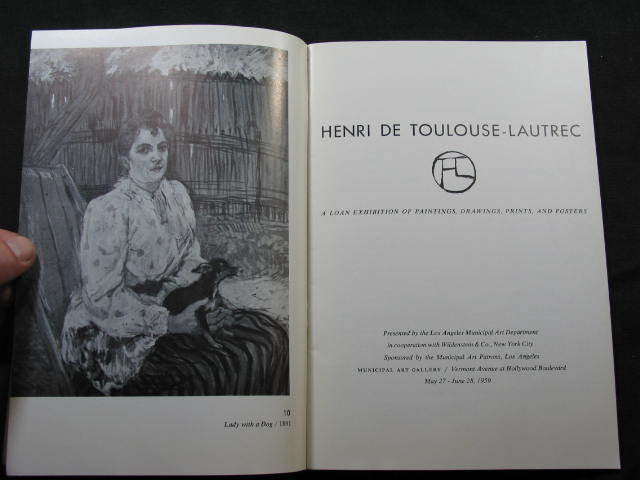 10
Lady with a Dog / 1891
HENRI DE TOULOUSE-LAUTREC
A LOAN EXHIBITION OF PAINTINGS, DRAWINGS, PRINTS, AND POSTERS
Presented by the Los Angeles Municipal Art Department
in cooperation with Wildenstein & Co., New York City
Sponsored by the Municipal Art Patrons, Los Angeles
MUNICIPAL ART GALLERY / Vermont Avenue at Hollywood Boulevard
May 27 - June 28, 1959